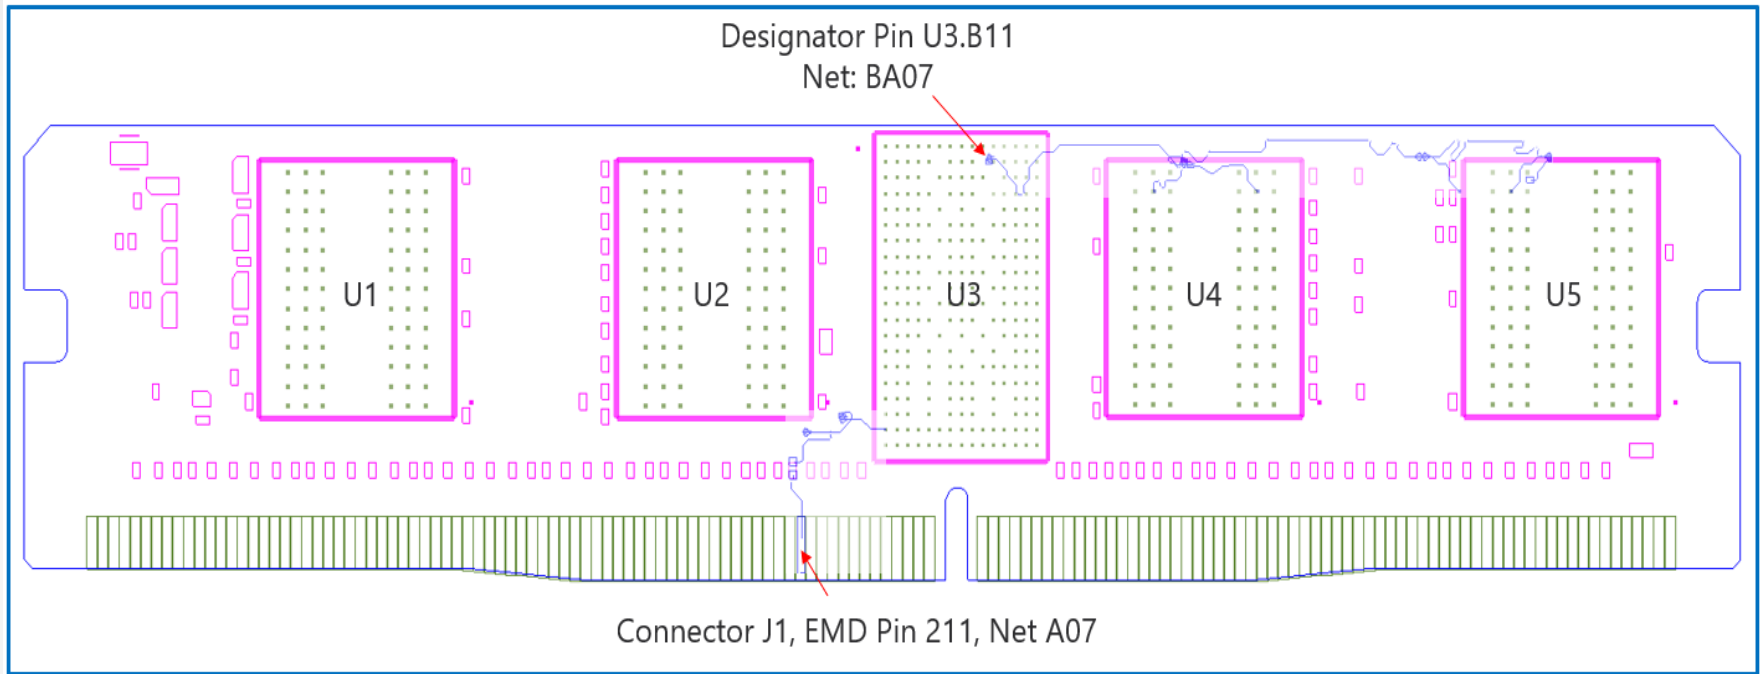 Designator Pin U3.B11
Net: BA07
U1
U2
U3
U4
U5
Connector J1, EMD Pin 211, Net A07